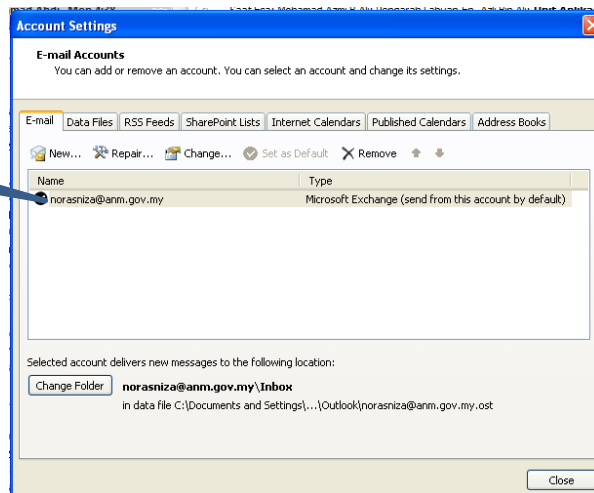 Account Settings
E-mail Accounts
You can add or remove an account. You can select an account and change its settings.
E-mail Data Files RSS Feeds SharePoint Lists Internet Calendars Published Calendars Address Books
New... Repair... Change... Set as Default Remove
Name Type
norasniza@anm.gov.my Microsoft Exchange (send from this account by default)
Selected account delivers new messages to the following location:
Change Folder norasniza@anm.gov.my\Inbox
in data file C:\Documents and Settings\...\Outlook\norasniza@anm.gov.my.ost
Close